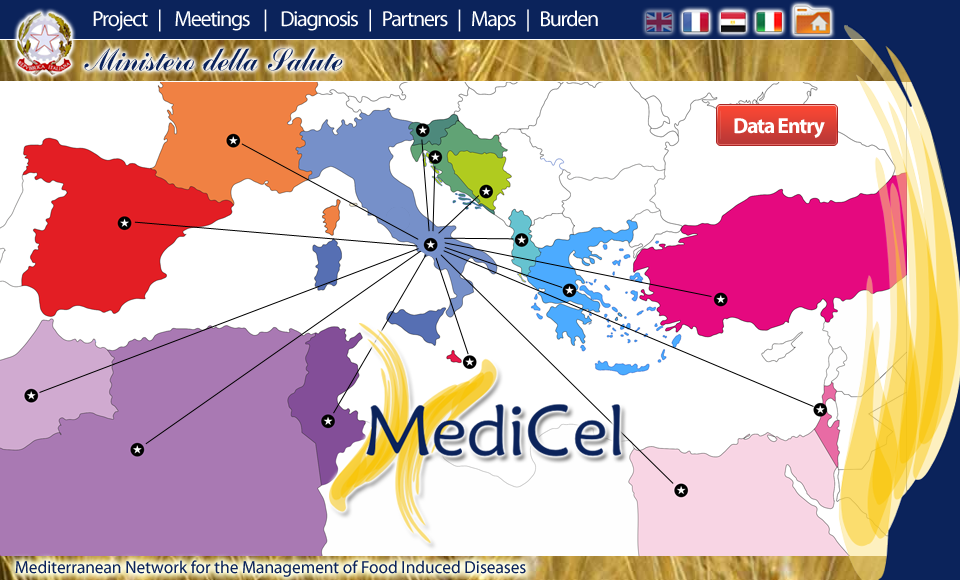 Project | Meetings | Diagnosis | Partners | Maps | Burden
Ministero della Salute
Data Entry
MediCel
Mediterranean Network for the Management of Food Induced Diseases